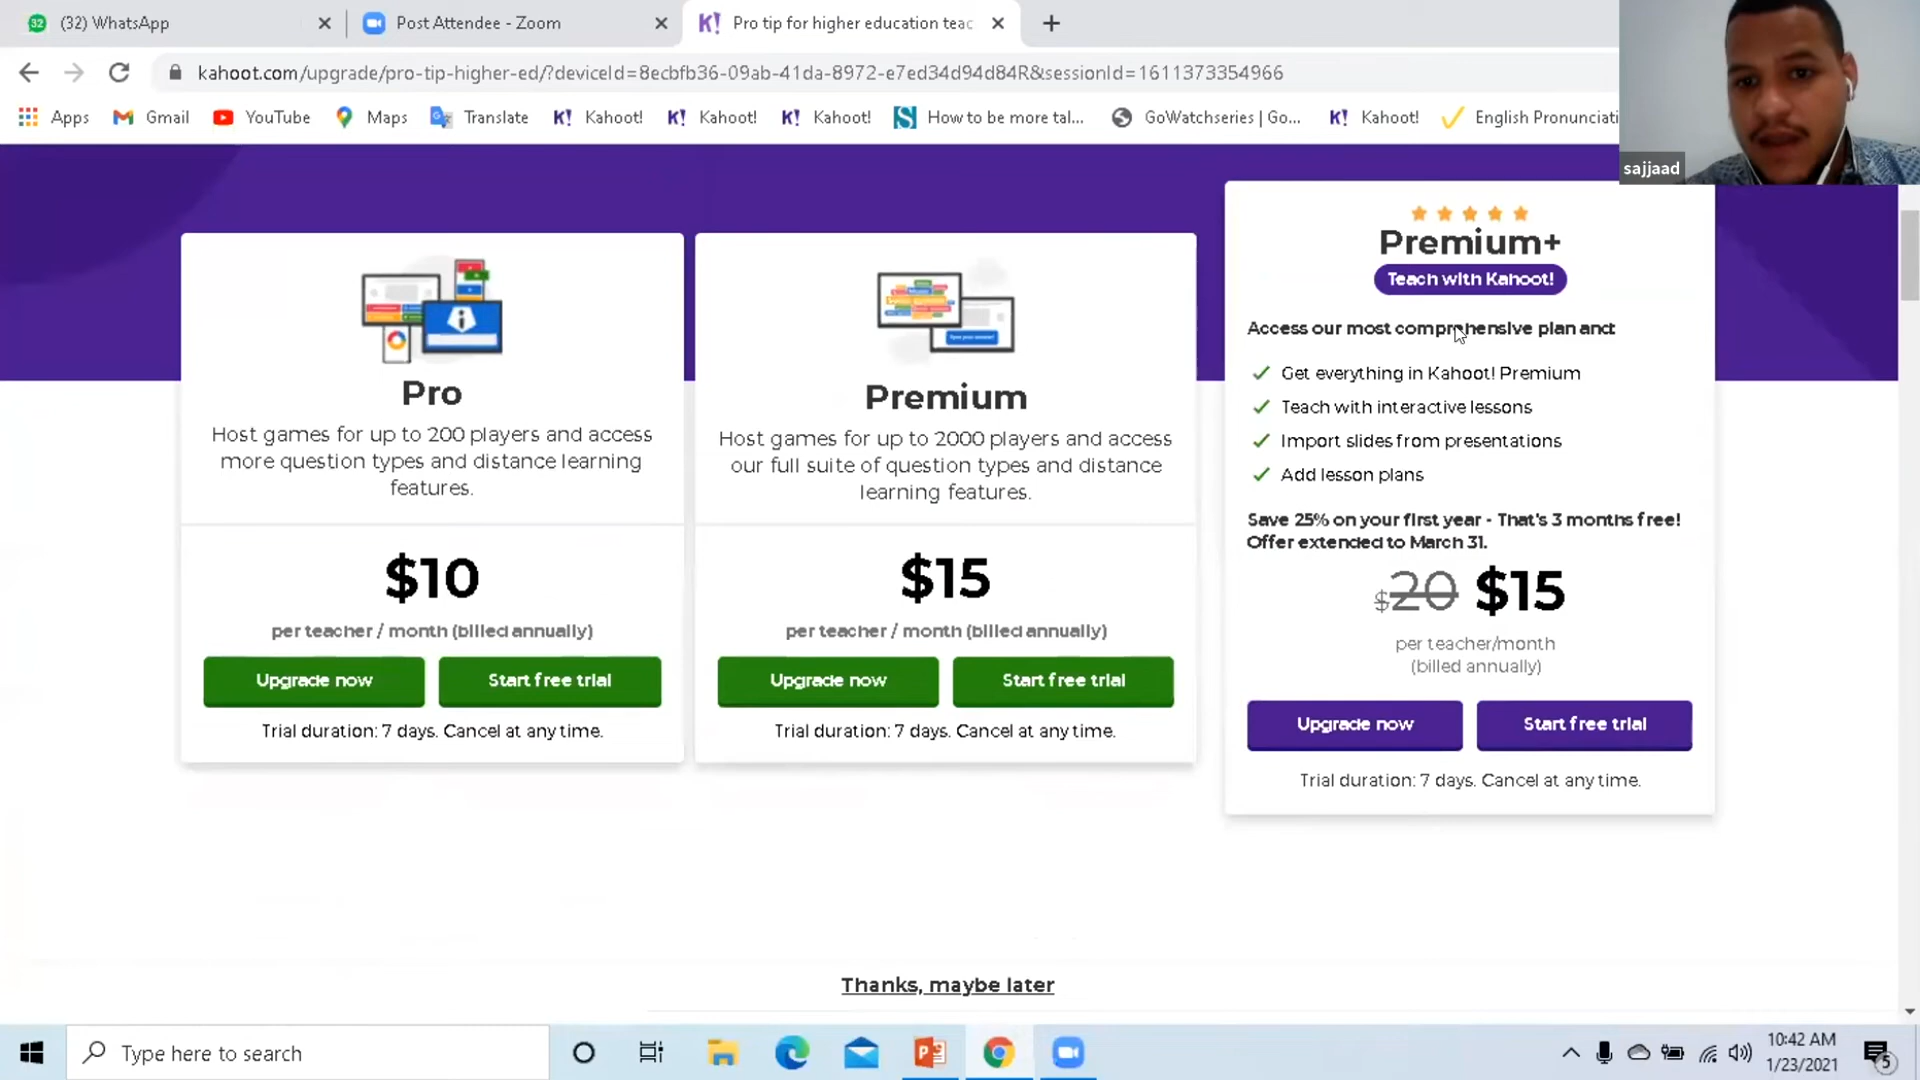 (32) WhatsApp
Post Attendee - Zoom
K! Pro tip for higher education teac
kahoot.com/upgrade/pro-tip-higher-ed/?deviceId=8ecbfb36-09ab-41da-8972-e7ed34d94d84R&sessionId=1611373354966
Apps
Gmail
YouTube
Maps
Translate
K! Kahoot!
K! Kahoot!
K! Kahoot!
How to be more tal...
GoWatchseries | Go...
K! Kahoot!
English Pronunciati
sajjaad
Pro
Host games for up to 200 players and access
more question types and distance learning
features.
$10
per teacher / month (billed annually)
Upgrade now
Start free trial
Trial duration: 7 days. Cancel at any time.
Premium
Host games for up to 2000 players and access
our full suite of question types and distance
learning features.
$15
per teacher / month (billed annually)
Upgrade now
Start free trial
Trial duration: 7 days. Cancel at any time.
Premium+
Teach with Kahoot!
Access our most comprehensive plan and:
✓ Get everything in Kahoot! Premium
✓ Teach with interactive lessons
✓ Import slides from presentations
✓ Add lesson plans
Save 25% on your first year - That's 3 months free!
Offer extended to March 31.
$20 $15
per teacher/month
(billed annually)
Upgrade now
Start free trial
Trial duration: 7 days. Cancel at any time.
Thanks, maybe later
Type here to search
10:42 AM
1/23/2021
5